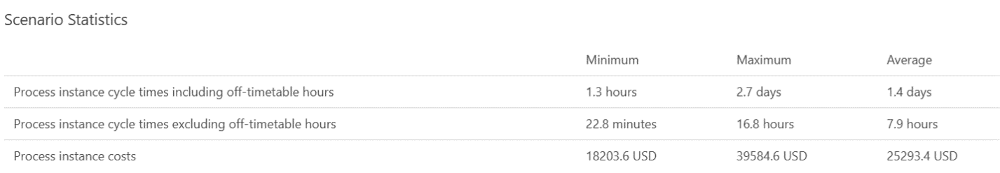 Scenario Statistics
Minimum Maximum Average
Process instance cycle times including off-timetable hours 1.3 hours 2.7 days 1.4 days
Process instance cycle times excluding off-timetable hours 22.8 minutes 16.8 hours 7.9 hours
Process instance costs 18203.6 USD 39584.6 USD 25293.4 USD